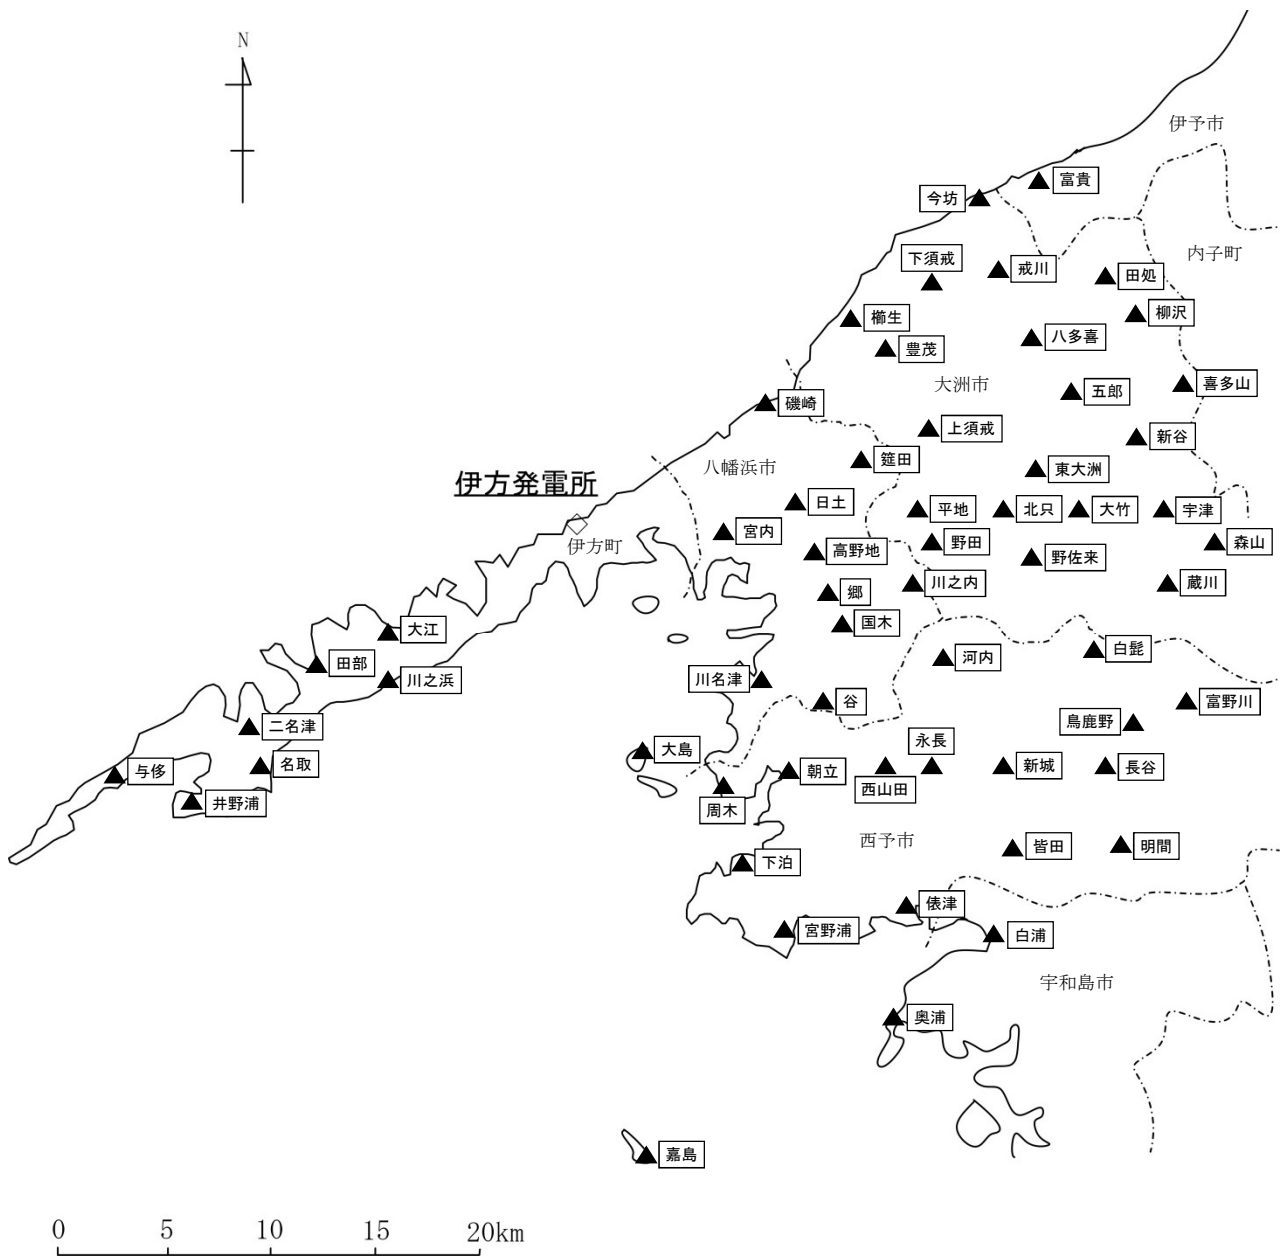 N
伊予市
富貴
今坊
内子町
下須戒
戒川
田処
櫛生
柳沢
豊茂
八多喜
大洲市
五郎
喜多山
磯崎
上須戒
新谷
八幡浜市
筵田
東大洲
伊方発電所
日土
平地
北只
大竹
宇津
伊方町
宮内
高野地
野田
野佐来
森山
郷
川之内
蔵川
大江
国木
田部
河内
白髭
川之浜
川名津
谷
富野川
二名津
鳥鹿野
大島
永長
与侈
名取
朝立
新城
長谷
井野浦
周木
西山田
西予市
皆田
明間
下泊
俵津
宮野浦
白浦
宇和島市
奥浦
嘉島
0 5 10 15 20km